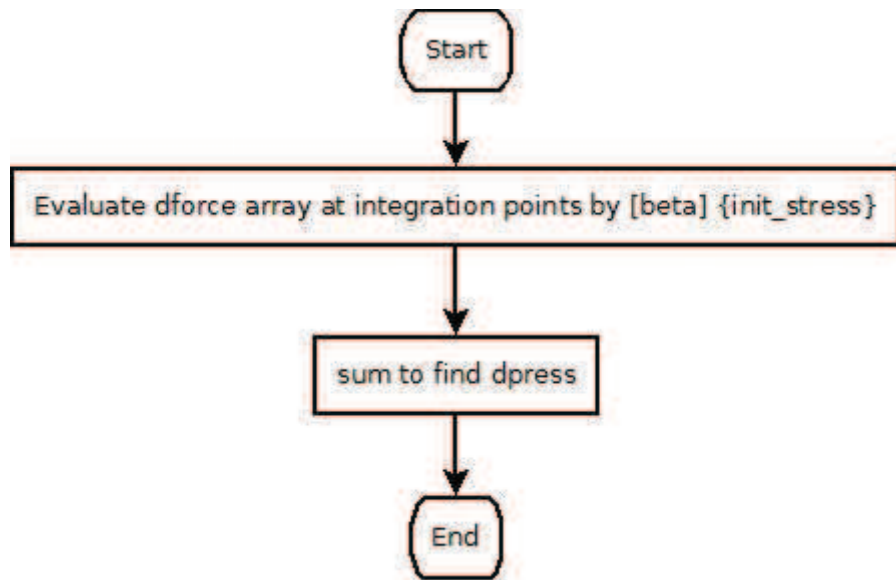 Start
Evaluate dforce array at integration points by [beta] {init_stress}
sum to find dpress
End